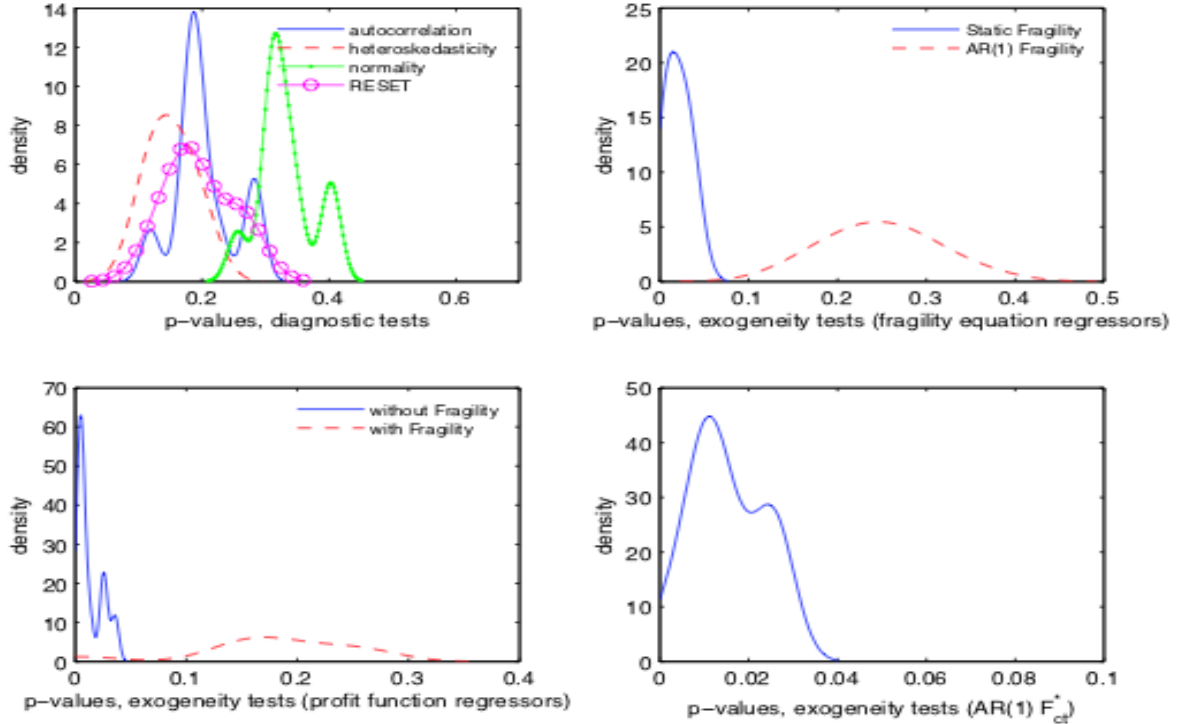 14
12
10
8
6
4
2
0
density
autocorrelation
heteroskedasticity
normality
RESET
0 0.2 0.4 0.6
p-values, diagnostic tests
25
20
15
10
5
0
density
Static Fragility
AR(1) Fragility
0 0.1 0.2 0.3 0.4 0.5
p-values, exogeneity tests (fragility equation regressors)
70
60
50
40
30
20
10
0
density
without Fragility
with Fragility
0 0.1 0.2 0.3 0.4
p-values, exogeneity tests (profit function regressors)
50
40
30
20
10
0
density
0 0.02 0.04 0.06 0.08 0.1
p-values, exogeneity tests (AR(1) F*ct)